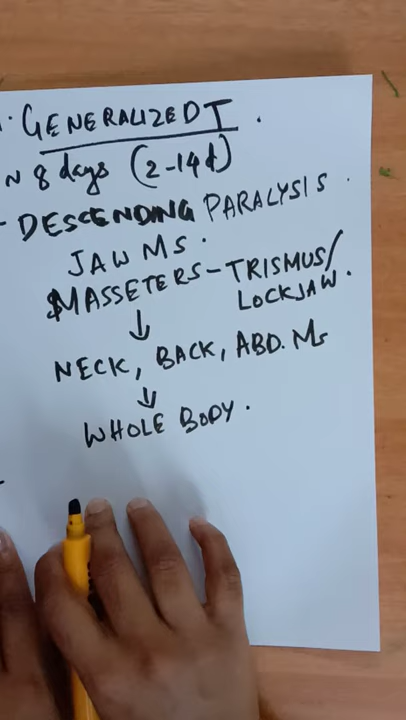 GENERALIZED T.
~ 8 days (2-14d)
- DESCENDING PARALYSIS.
JAW MS.
MASSETERS - TRISMUS/
LOCKJAW.
↓
NECK, BACK, ABD. Ms
↓
WHOLE BODY.